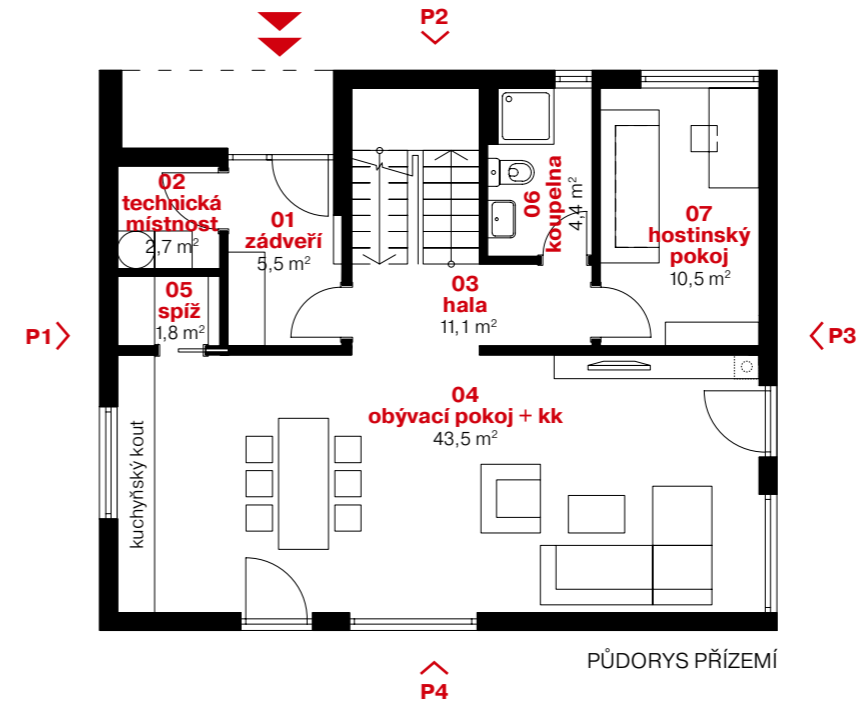 P2
02
technická
místnost
2,7 m²
01
zádveří
5,5 m²
06
koupelna
4,4 m²
07
hostinský
pokoj
10,5 m²
05
spíž
1,8 m²
03
hala
11,1 m²
P1
P3
04
obývací pokoj + kk
43,5 m²
kuchyňský kout
PŮDORYS PŘÍZEMÍ
P4